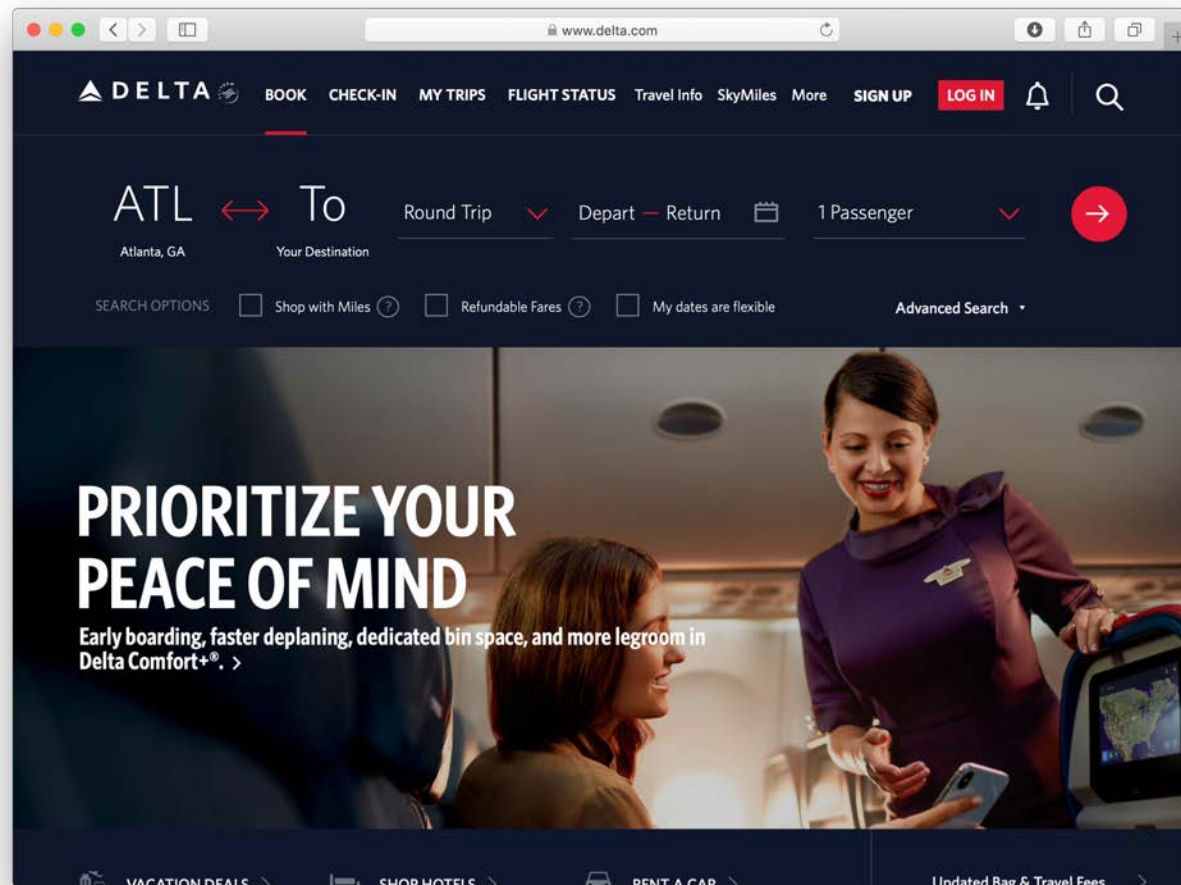 www.delta.com
DELTA BOOK CHECK-IN MY TRIPS FLIGHT STATUS Travel Info SkyMiles More SIGN UP LOG IN
ATL To Round Trip Depart — Return 1 Passenger
Atlanta, GA Your Destination
SEARCH OPTIONS Shop with Miles ? Refundable Fares ? My dates are flexible Advanced Search
PRIORITIZE YOUR
PEACE OF MIND
Early boarding, faster deplaning, dedicated bin space, and more legroom in
Delta Comfort+®. >
VACATION DEALS > SHOP HOTELS > RENT A CAR > Updated Bag & Travel Fees >